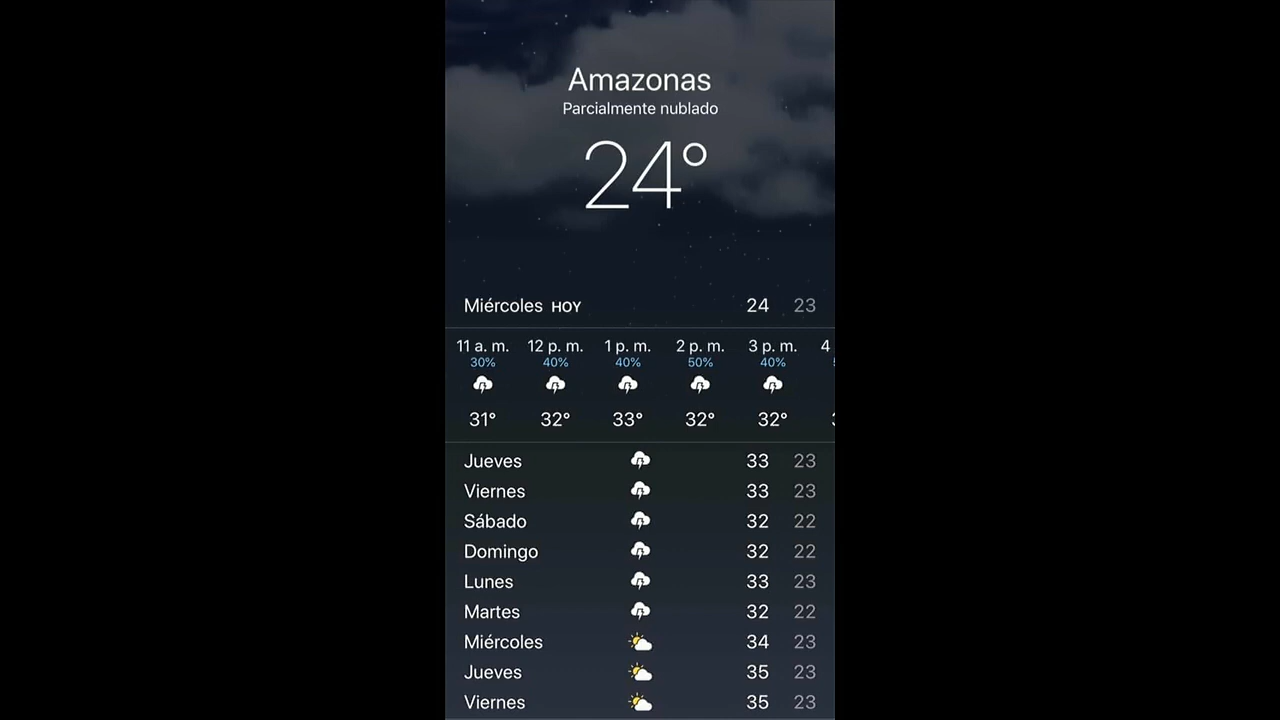 Amazonas
Parcialmente nublado
24°
Miércoles HOY 24 23
11 a. m. 12 p. m. 1 p. m. 2 p. m. 3 p. m. 4
30% 40% 40% 50% 40%
31° 32° 33° 32° 32°
Jueves 33 23
Viernes 33 23
Sábado 32 22
Domingo 32 22
Lunes 33 23
Martes 32 22
Miércoles 34 23
Jueves 35 23
Viernes 35 23